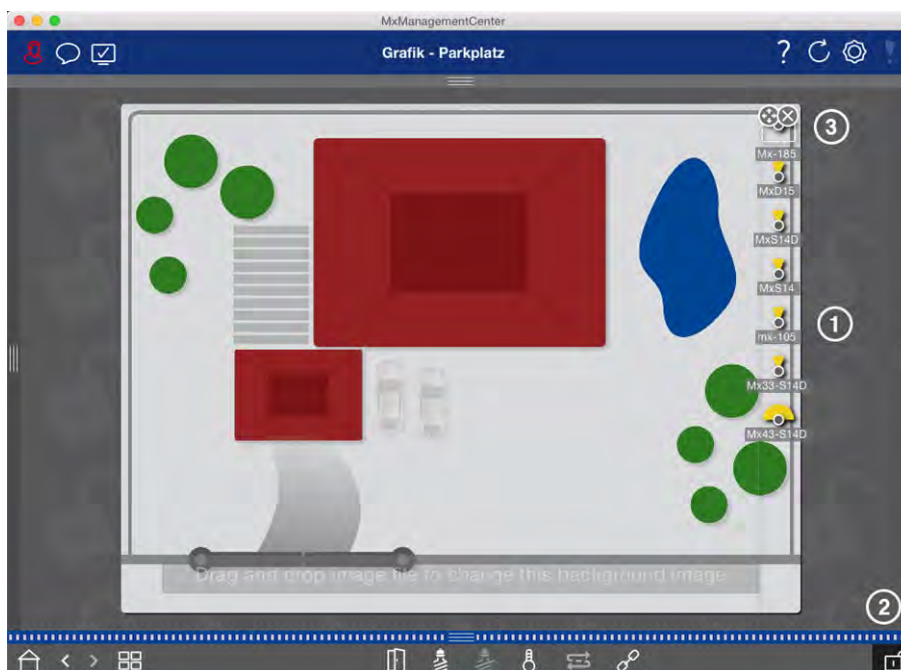 MxManagementCenter
Grafik - Parkplatz
?
3
Mx-185
MxD15
MxS14D
MxS14
1
mx-105
Mx33-S14D
Mx43-S14D
Drag and drop image file to change this background image
2